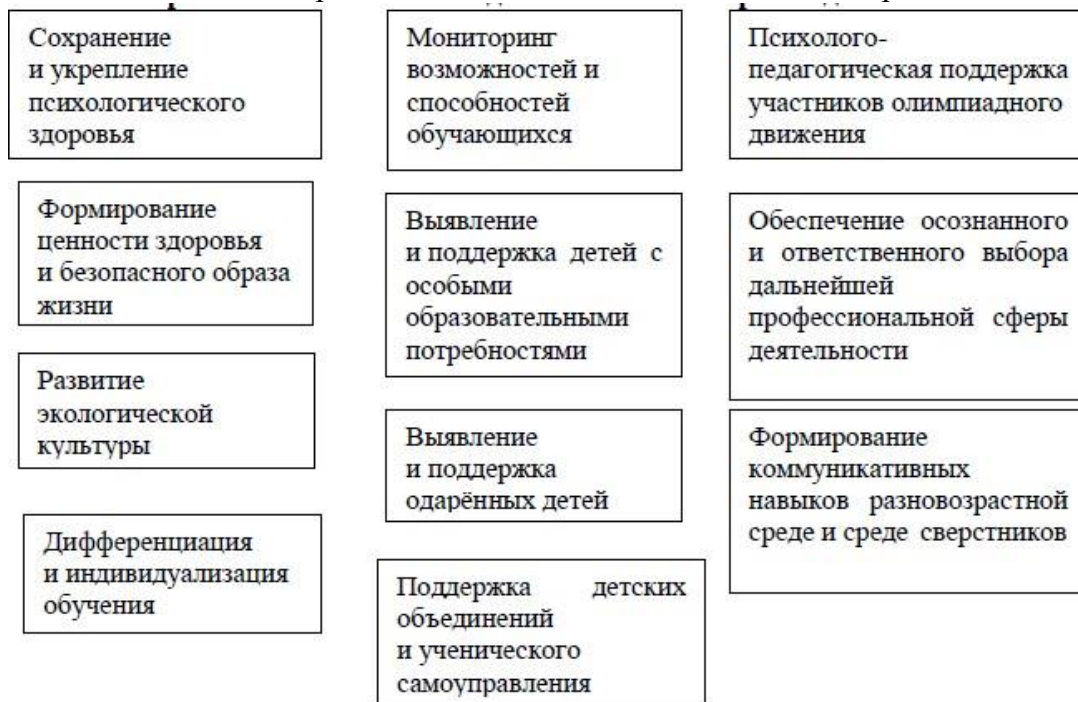 Сохранение
и укрепление
психологического
здоровья
Формирование
ценности здоровья
и безопасного образа
жизни
Развитие
экологической
культуры
Дифференциация
и индивидуализация
обучения
Мониторинг
возможностей и
способностей
обучающихся
Выявление
и поддержка детей с
особыми
образовательными
потребностями
Выявление
и поддержка
одарённых детей
Поддержка детских
объединений
и ученического
самоуправления
Психолого-
педагогическая поддержка
участников олимпиадного
движения
Обеспечение осознанного
и ответственного выбора
дальнейшей
профессиональной сферы
деятельности
Формирование
коммуникативных
навыков разновозрастной
среде и среде сверстников